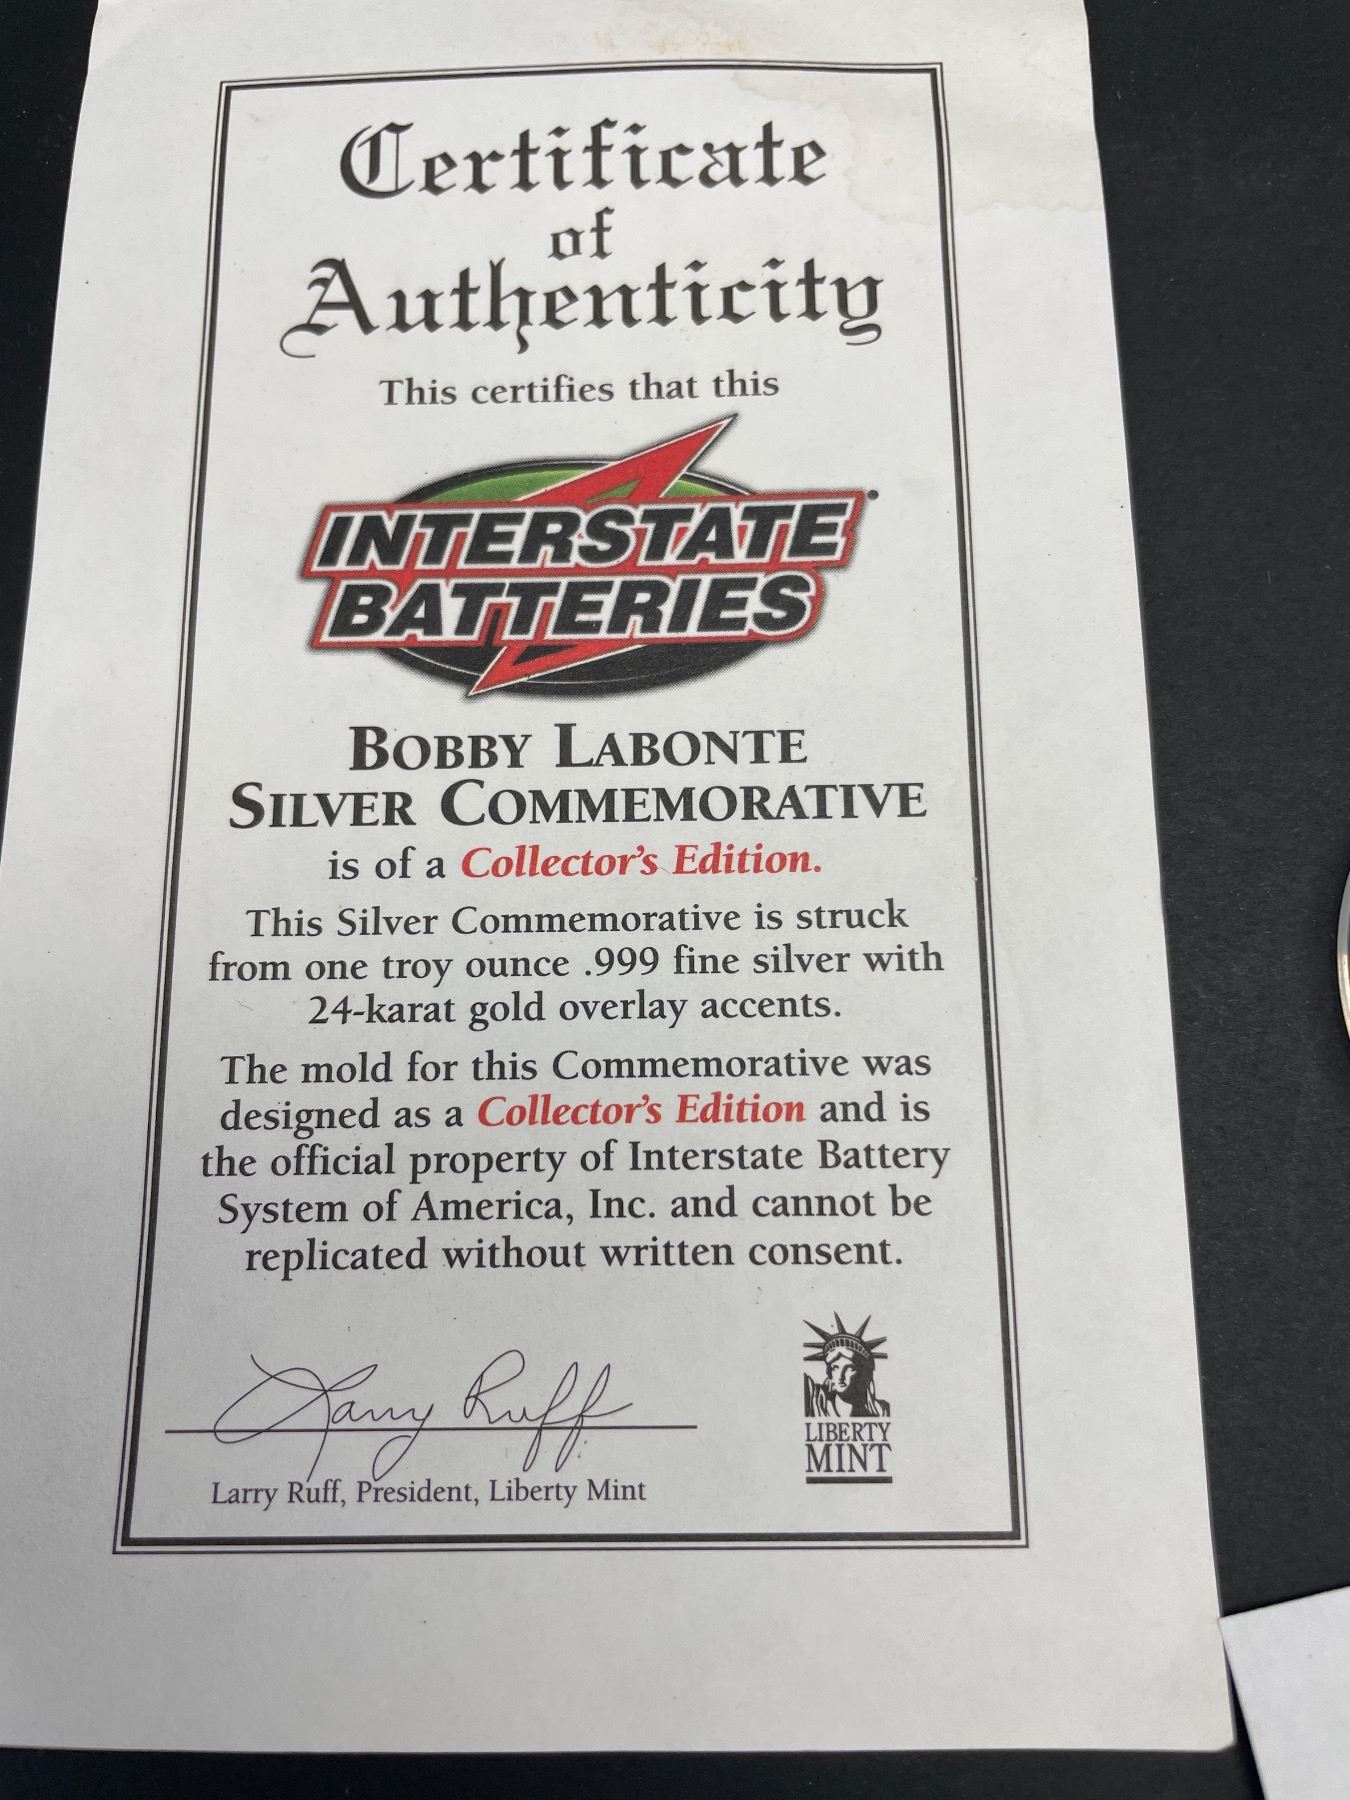 Certificate
of
Authenticity
This certifies that this
INTERSTATE
BATTERIES
BOBBY LABONTE
SILVER COMMEMORATIVE
is of a Collector's Edition.
This Silver Commemorative is struck
from one troy ounce .999 fine silver with
24-karat gold overlay accents.
The mold for this Commemorative was
designed as a Collector's Edition and is
the official property of Interstate Battery
System of America, Inc. and cannot be
replicated without written consent.
Larry Ruff
Larry Ruff, President, Liberty Mint
LIBERTY
MINT